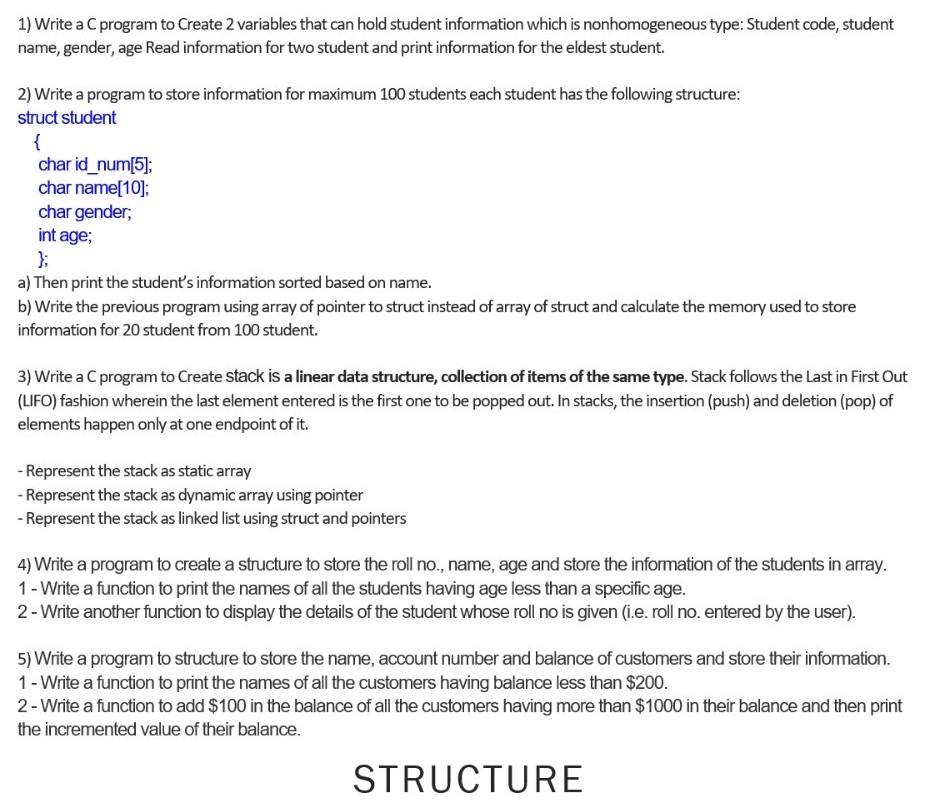 1) Write a C program to Create 2 variables that can hold student information which is nonhomogeneous type: Student code, student
name, gender, age Read information for two student and print information for the eldest student.
2) Write a program to store information for maximum 100 students each student has the following structure:
struct student
{
char id_num[5];
char name[10];
char gender;
int age;
};
a) Then print the student's information sorted based on name.
b) Write the previous program using array of pointer to struct instead of array of struct and calculate the memory used to store
information for 20 student from 100 student.
3) Write a C program to Create stack is a linear data structure, collection of items of the same type. Stack follows the Last in First Out
(LIFO) fashion wherein the last element entered is the first one to be popped out. In stacks, the insertion (push) and deletion (pop) of
elements happen only at one endpoint of it.
- Represent the stack as static array
- Represent the stack as dynamic array using pointer
- Represent the stack as linked list using struct and pointers
4) Write a program to create a structure to store the roll no., name, age and store the information of the students in array.
1 - Write a function to print the names of all the students having age less than a specific age.
2 - Write another function to display the details of the student whose roll no is given (i.e. roll no. entered by the user).
5) Write a program to structure to store the name, account number and balance of customers and store their information.
1 - Write a function to print the names of all the customers having balance less than $200.
2 - Write a function to add $100 in the balance of all the customers having more than $1000 in their balance and then print
the incremented value of their balance.
STRUCTURE